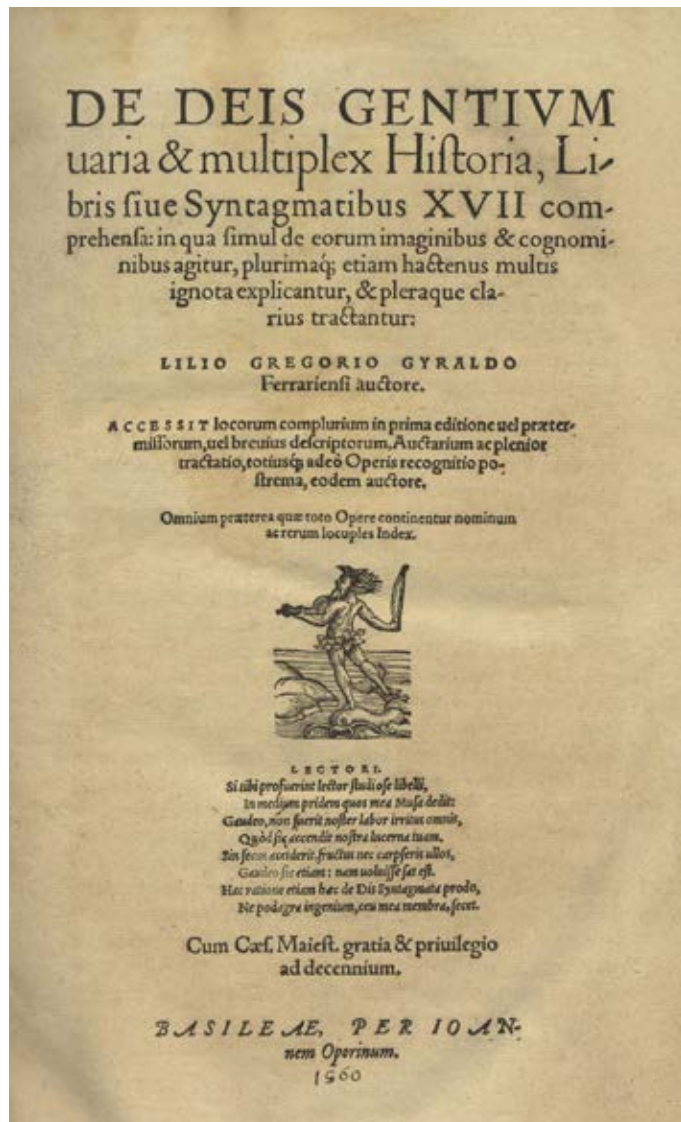 DE DEIS GENTIVM
uaria & multiplex Hiſtoria, Li-
bris ſiue Syntagmatibus XVII com-
prehenſa: in qua ſimul de eorum imaginibus & cognomi-
nibus agitur, plurimaq́; etiam hactenus multis
ignota explicantur, & pleraque cla-
rius tractantur:
LILIO GREGORIO GYRALDO
Ferrarienſi auctore.
ACCESSIT locorum complurium in prima editione uel præter-
miſſorum, uel breuius deſcriptorum, Auctarium ac plenior
tractatio, totiusq́; adeò Operis recognitio po-
ſtrema, eodem auctore.
Omnium præterea quæ toto Opere continentur nominum
ac rerum locuples Index.
LECTORI.
Si tibi profuerint lector ſtudioſe libelli,
In medium pridem quos mea Muſa dedit:
Gaudeo, non fuerit noſter labor irritus omnis,
Quòd ſic accendit noſtra lucerna tuam.
Sin ſecus acciderit, fructus nec carpſeris ullos,
Gaudeo ſic etiam: nam uoluiſſe ſat eſt.
Hac ratione etiam hæc de Dis Syntagmata prodo,
Ne podagra ingenium, ceu mea membra, ſecet.
Cum Cæſ. Maieſt. gratia & priuilegio
ad decennium.
BASILEAE, PER IOAN-
nem Oporinum.
1560